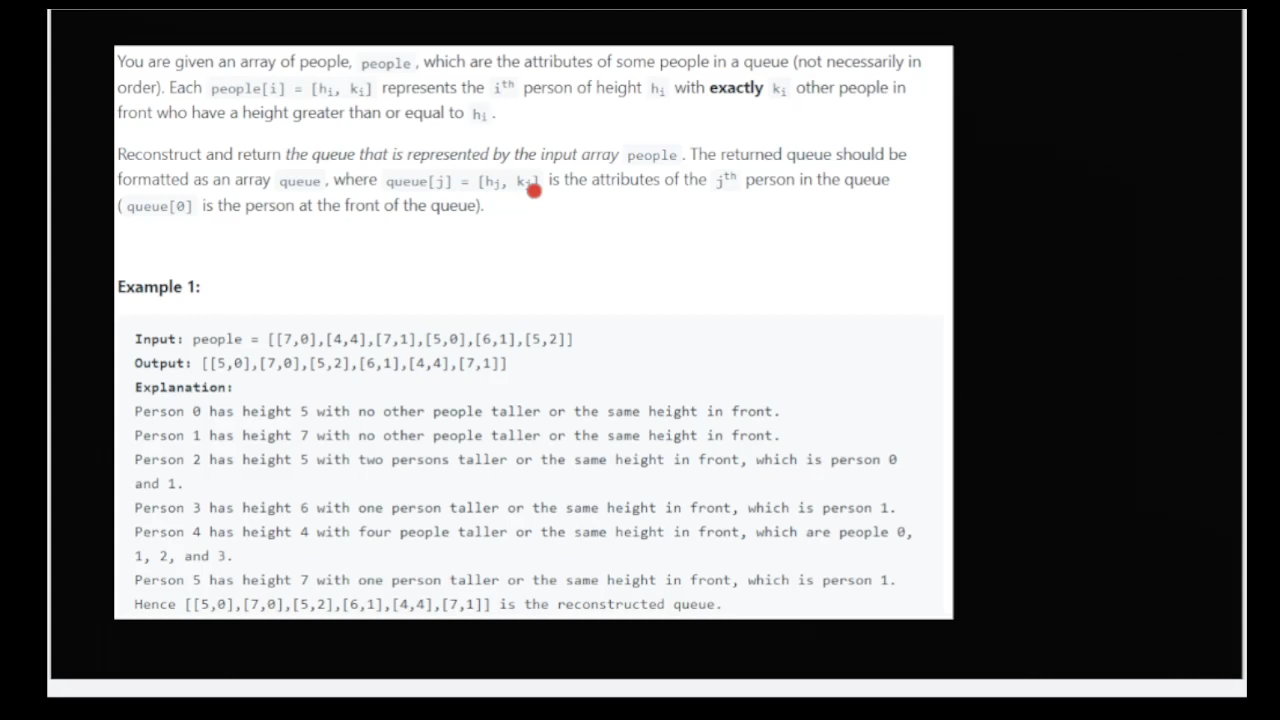 You are given an array of people, people, which are the attributes of some people in a queue (not necessarily in
order). Each people[i] = [hi, ki] represents the ith person of height hi with exactly ki other people in
front who have a height greater than or equal to hi.
Reconstruct and return the queue that is represented by the input array people. The returned queue should be
formatted as an array queue, where queue[j] = [hj, kj] is the attributes of the jth person in the queue
(queue[0] is the person at the front of the queue).
Example 1:
Input: people = [[7,0],[4,4],[7,1],[5,0],[6,1],[5,2]]
Output: [[5,0],[7,0],[5,2],[6,1],[4,4],[7,1]]
Explanation:
Person 0 has height 5 with no other people taller or the same height in front.
Person 1 has height 7 with no other people taller or the same height in front.
Person 2 has height 5 with two persons taller or the same height in front, which is person 0
and 1.
Person 3 has height 6 with one person taller or the same height in front, which is person 1.
Person 4 has height 4 with four people taller or the same height in front, which are people 0,
1, 2, and 3.
Person 5 has height 7 with one person taller or the same height in front, which is person 1.
Hence [[5,0],[7,0],[5,2],[6,1],[4,4],[7,1]] is the reconstructed queue.